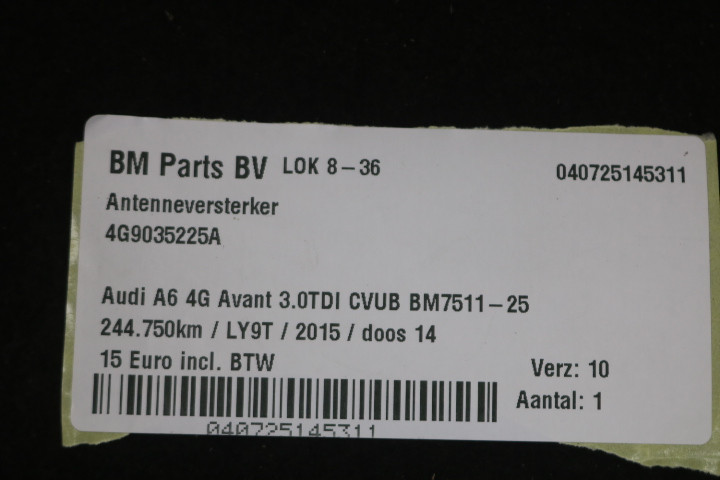 BM Parts BV LOK 8-36 040725145311
Antenneversterker
4G9035225A
Audi A6 4G Avant 3.0TDI CVUB BM7511-25
244.750km / LY9T / 2015 / doos 14
15 Euro incl. BTW
Verz: 10
Aantal: 1
040725145311